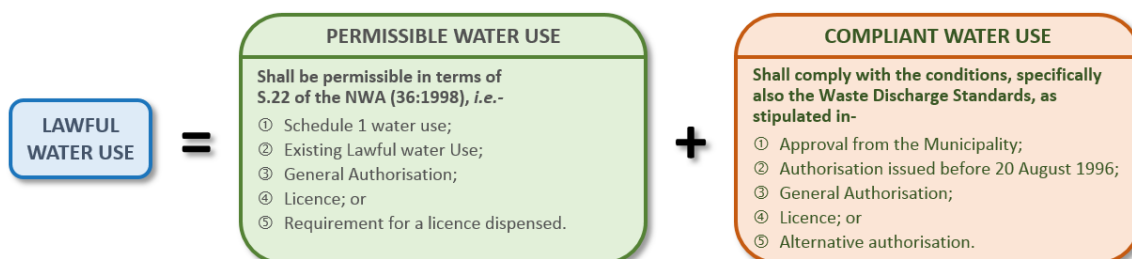 LAWFUL
WATER USE
=
PERMISSIBLE WATER USE
Shall be permissible in terms of
S.22 of the NWA (36:1998), i.e.-
① Schedule 1 water use;
② Existing Lawful water Use;
③ General Authorisation;
④ Licence; or
⑤ Requirement for a licence dispensed.
+
COMPLIANT WATER USE
Shall comply with the conditions, specifically
also the Waste Discharge Standards, as
stipulated in-
① Approval from the Municipality;
② Authorisation issued before 20 August 1996;
③ General Authorisation;
④ Licence; or
⑤ Alternative authorisation.